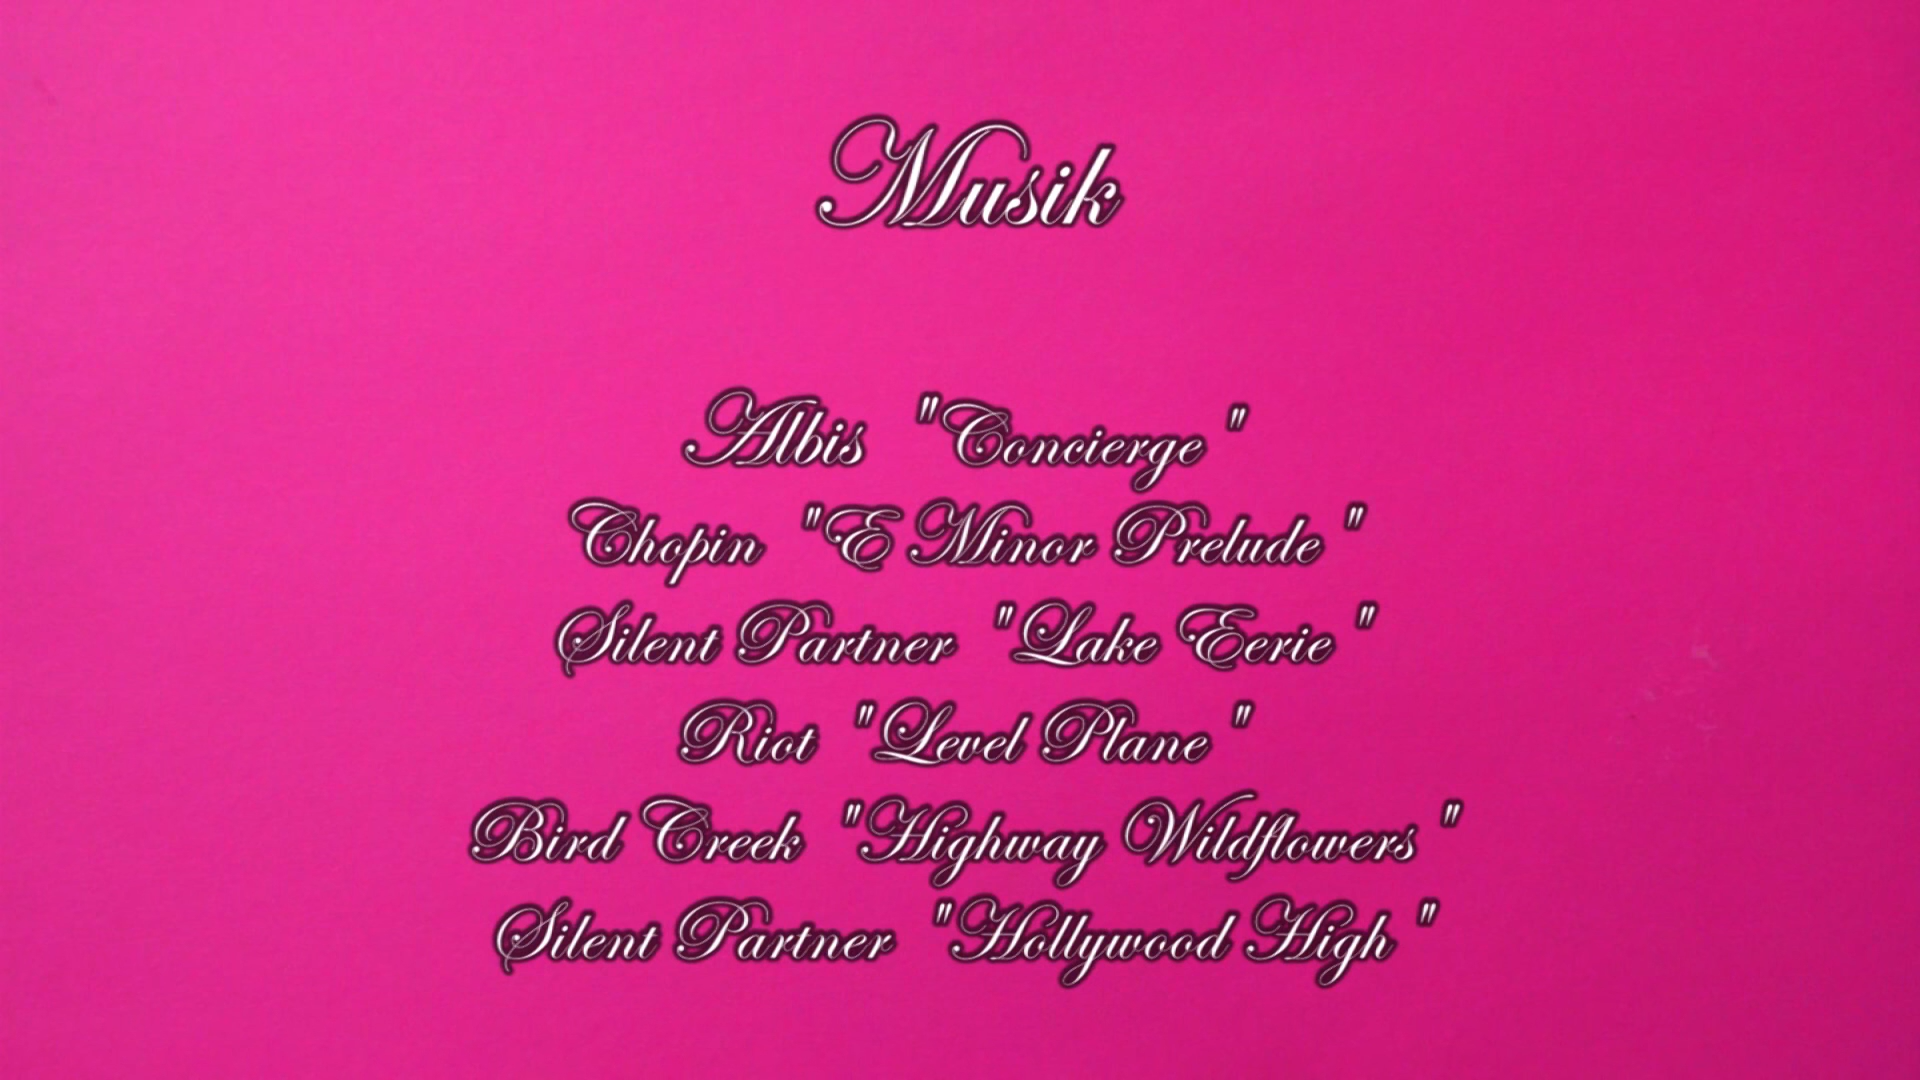 Musik
Albis "Concierge"
Chopin "E Minor Prelude"
Silent Partner "Lake Eerie"
Riot "Level Plane"
Bird Creek "Highway Wildflowers"
Silent Partner "Hollywood High"